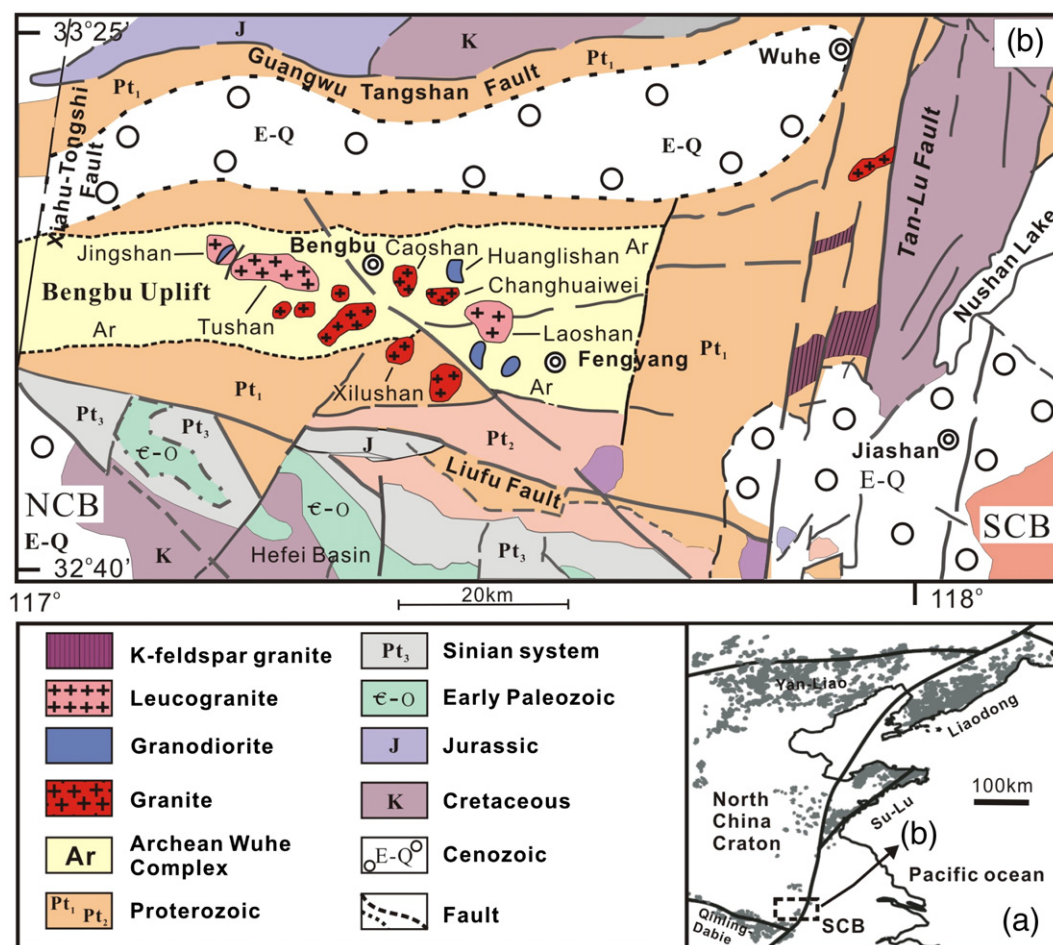 33°25'
J
K
(b)
Wuhe
Pt₁
Guangwu Tangshan Fault
Pt₁
E-Q
E-Q
Xiahu-Tongshi Fault
Tan-Lu Fault
Nushan Lake
Jingshan
Bengbu
Caoshan
Huanglishan
Ar
Bengbu Uplift
Changhuaiwei
Ar
Tushan
Laoshan
Fengyang
Pt₁
Pt₁
Xilushan
Ar
Pt₃
Pt₃
Є-O
J
Pt₂
Jiashan
E-Q
Liufu Fault
NCB
E-Q
Є-O
SCB
K
Hefei Basin
Pt₃
32°40'
117°
20km
118°
K-feldspar granite
Leucogranite
Granodiorite
Granite
Ar
Archean Wuhe
Complex
Pt₁ Pt₂
Proterozoic
Pt₃
Sinian system
Є-O
Early Paleozoic
J
Jurassic
K
Cretaceous
E-Q
Cenozoic
Fault
Yan-Liao
Liaodong
100km
North
China
Craton
Su-Lu
(b)
Pacific ocean
Qinling-
Dabie
SCB
(a)